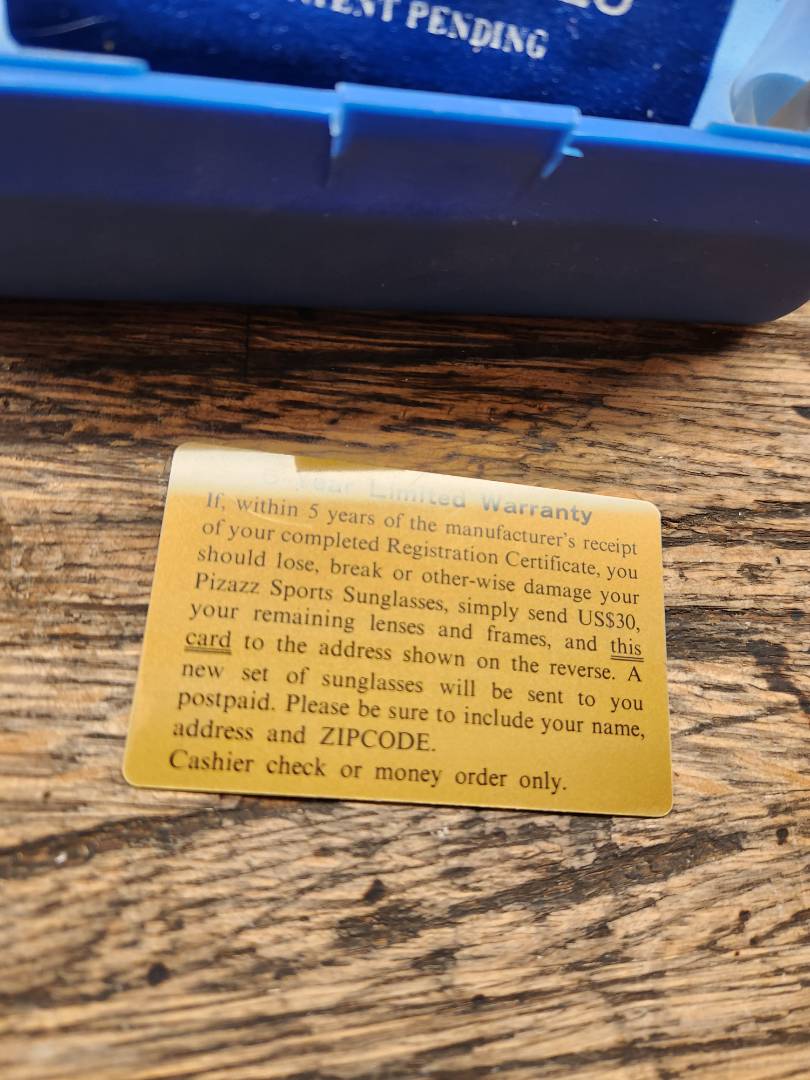 PENDING
5 Year Limited Warranty
If, within 5 years of the manufacturer's receipt
of your completed Registration Certificate, you
should lose, break or other-wise damage your
Pizazz Sports Sunglasses, simply send US$30,
your remaining lenses and frames, and this
card to the address shown on the reverse. A
new set of sunglasses will be sent to you
postpaid. Please be sure to include your name,
address and ZIPCODE.
Cashier check or money order only.